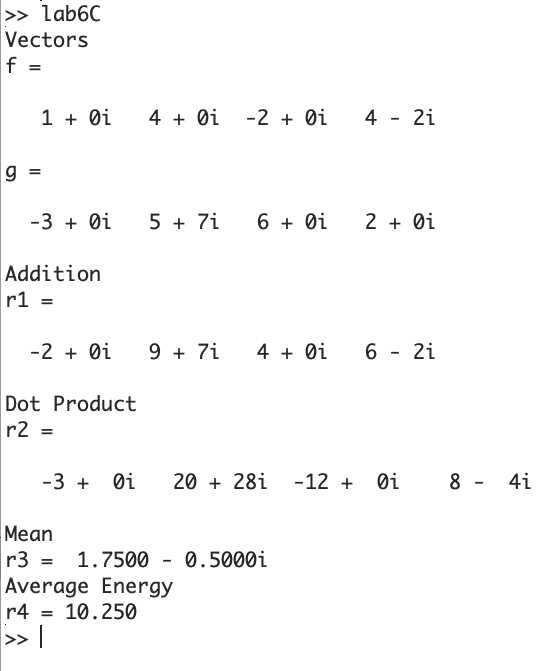 >> lab6C
Vectors
f =
1 + 0i   4 + 0i  -2 + 0i   4 - 2i
g =
-3 + 0i   5 + 7i   6 + 0i   2 + 0i
Addition
r1 =
-2 + 0i   9 + 7i   4 + 0i   6 - 2i
Dot Product
r2 =
-3 +  0i   20 + 28i  -12 +  0i    8 -  4i
Mean
r3 =  1.7500 - 0.5000i
Average Energy
r4 = 10.250
>>